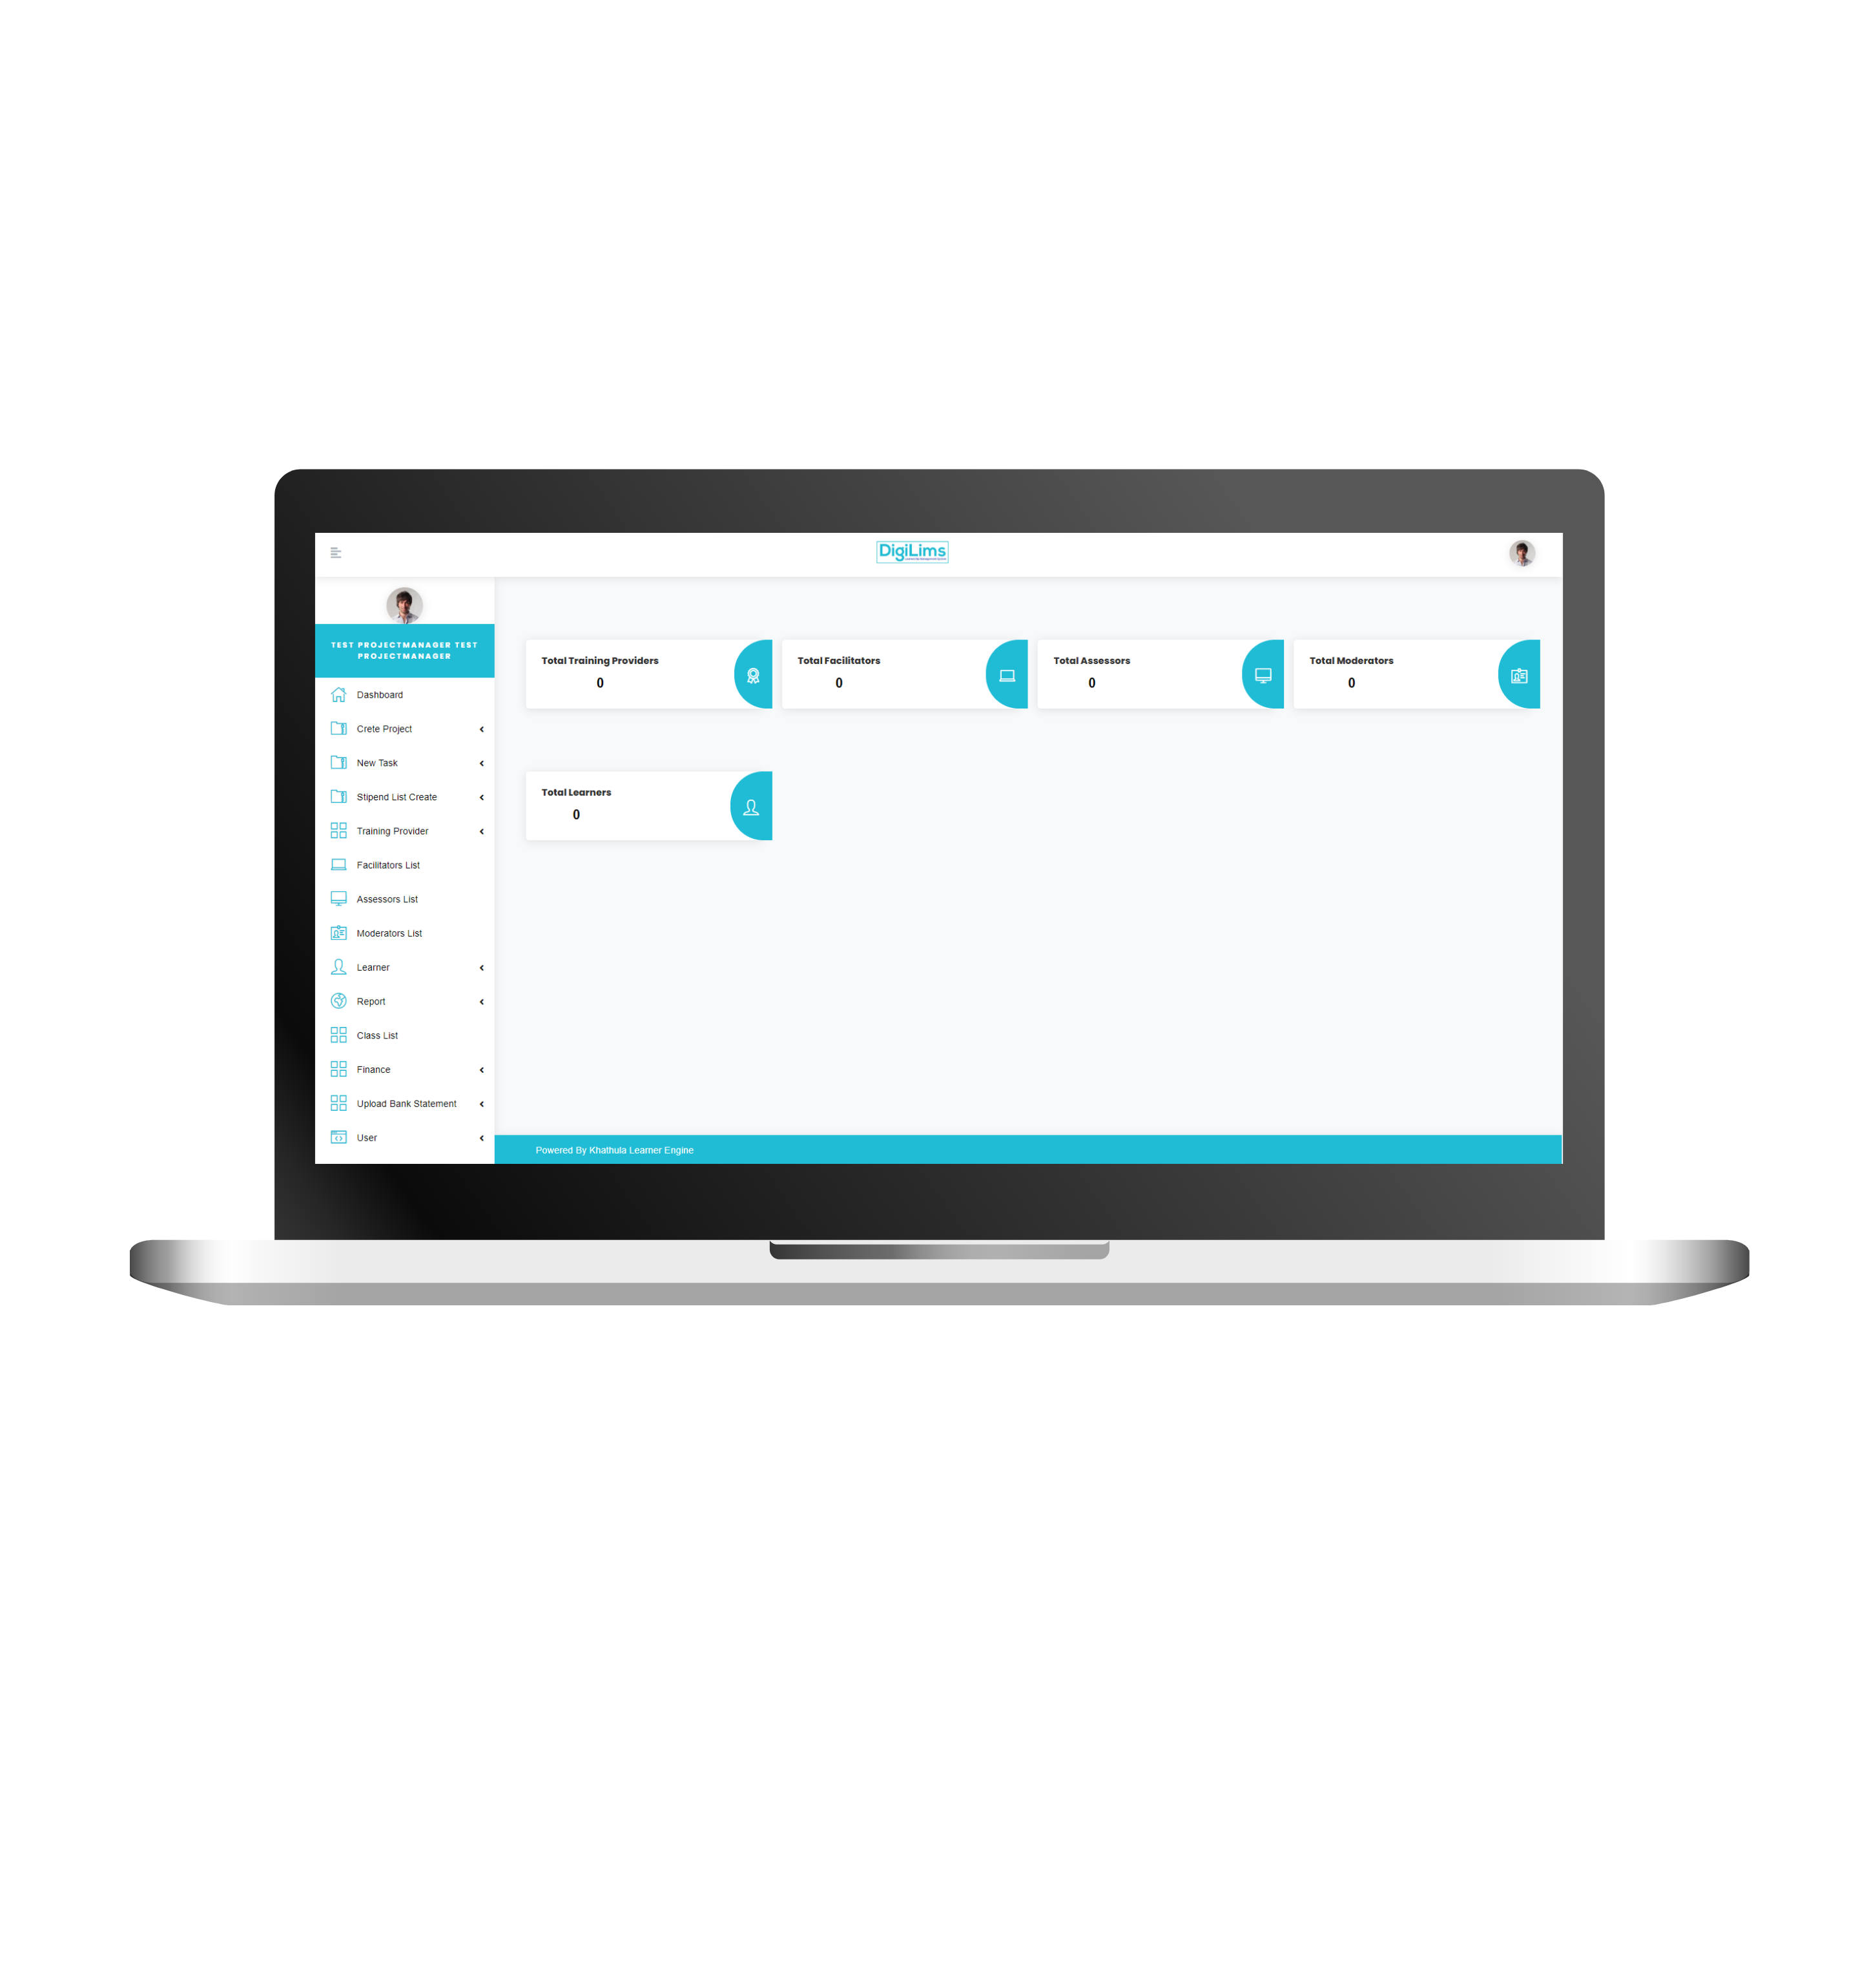 DigiLims
TEST PROJECTMANAGER TEST
PROJECTMANAGER
Dashboard
Crete Project
New Task
Stipend List Create
Training Provider
Facilitators List
Assessors List
Moderators List
Learner
Report
Class List
Finance
Upload Bank Statement
User
Total Training Providers
0
Total Facilitators
0
Total Assessors
0
Total Moderators
0
Total Learners
0
Powered By Khathula Learner Engine